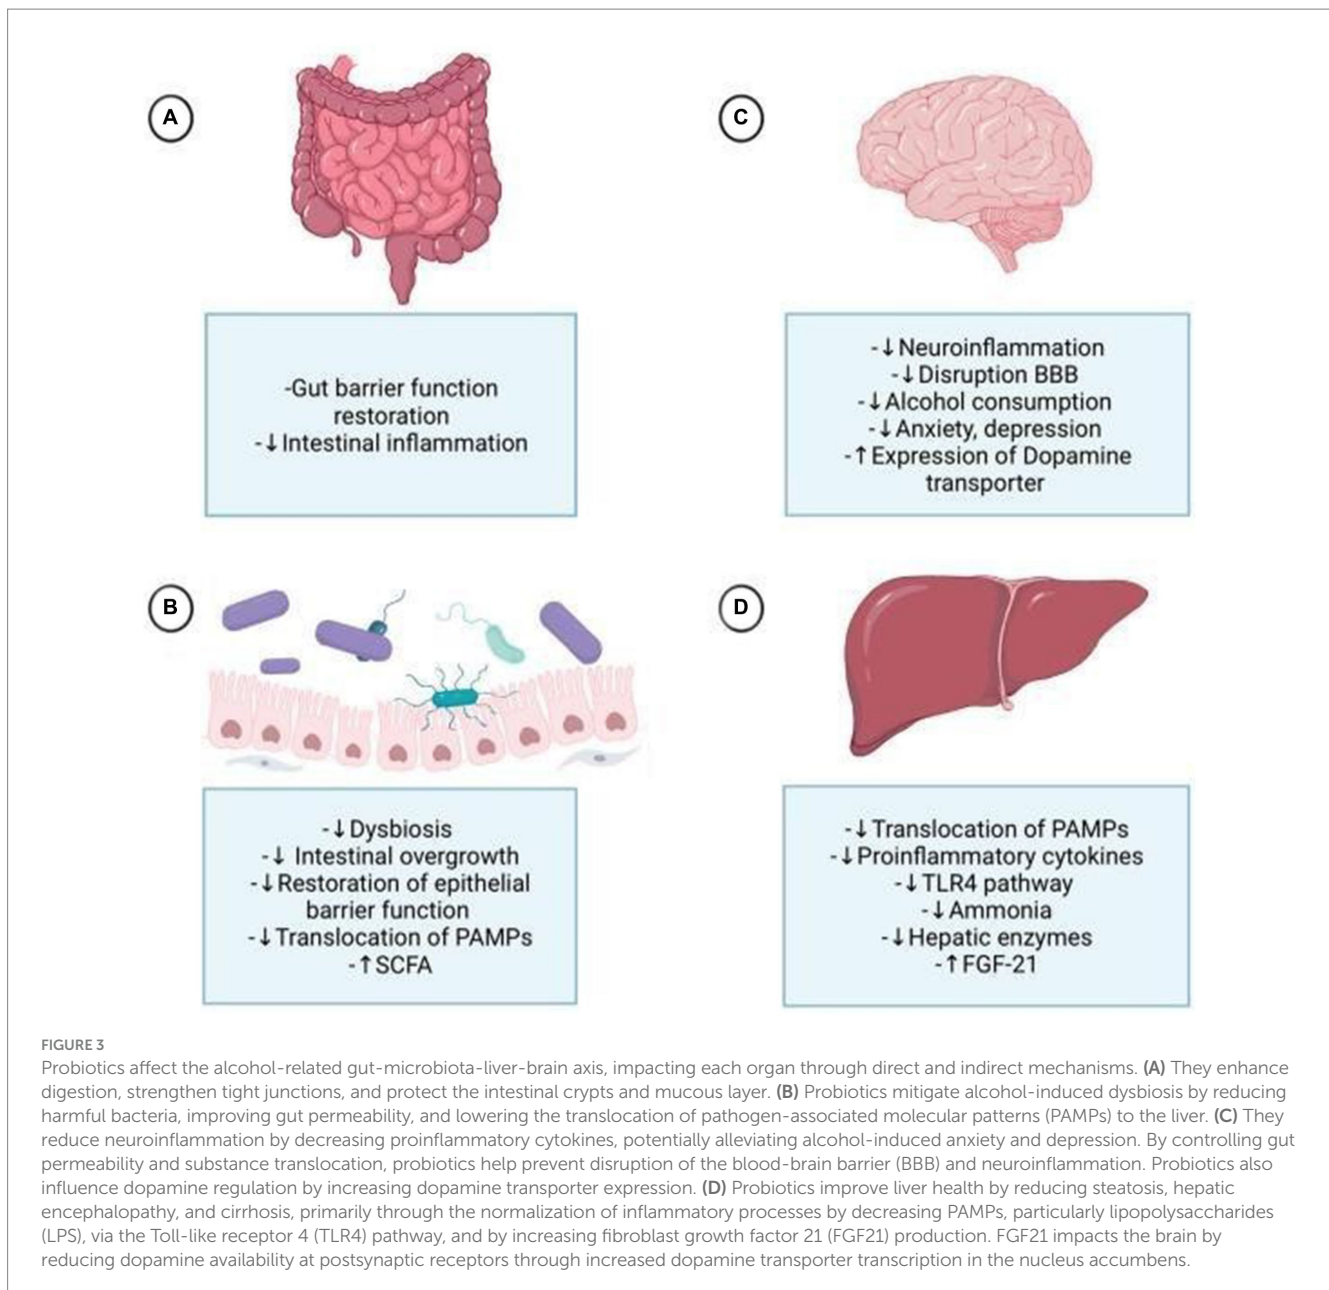 A
-Gut barrier function
restoration
-↓Intestinal inflammation
C
-↓Neuroinflammation
-↓Disruption BBB
-↓Alcohol consumption
-↓Anxiety, depression
-↑Expression of Dopamine
transporter
B
-↓Dysbiosis
-↓ Intestinal overgrowth
-↓Restoration of epithelial
barrier function
-↓Translocation of PAMPs
-↑SCFA
D
-↓Translocation of PAMPs
-↓Proinflammatory cytokines
-↓TLR4 pathway
-↓Ammonia
-↓Hepatic enzymes
-↑FGF-21
FIGURE 3
Probiotics affect the alcohol-related gut-microbiota-liver-brain axis, impacting each organ through direct and indirect mechanisms. (A) They enhance
digestion, strengthen tight junctions, and protect the intestinal crypts and mucous layer. (B) Probiotics mitigate alcohol-induced dysbiosis by reducing
harmful bacteria, improving gut permeability, and lowering the translocation of pathogen-associated molecular patterns (PAMPs) to the liver. (C) They
reduce neuroinflammation by decreasing proinflammatory cytokines, potentially alleviating alcohol-induced anxiety and depression. By controlling gut
permeability and substance translocation, probiotics help prevent disruption of the blood-brain barrier (BBB) and neuroinflammation. Probiotics also
influence dopamine regulation by increasing dopamine transporter expression. (D) Probiotics improve liver health by reducing steatosis, hepatic
encephalopathy, and cirrhosis, primarily through the normalization of inflammatory processes by decreasing PAMPs, particularly lipopolysaccharides
(LPS), via the Toll-like receptor 4 (TLR4) pathway, and by increasing fibroblast growth factor 21 (FGF21) production. FGF21 impacts the brain by
reducing dopamine availability at postsynaptic receptors through increased dopamine transporter transcription in the nucleus accumbens.